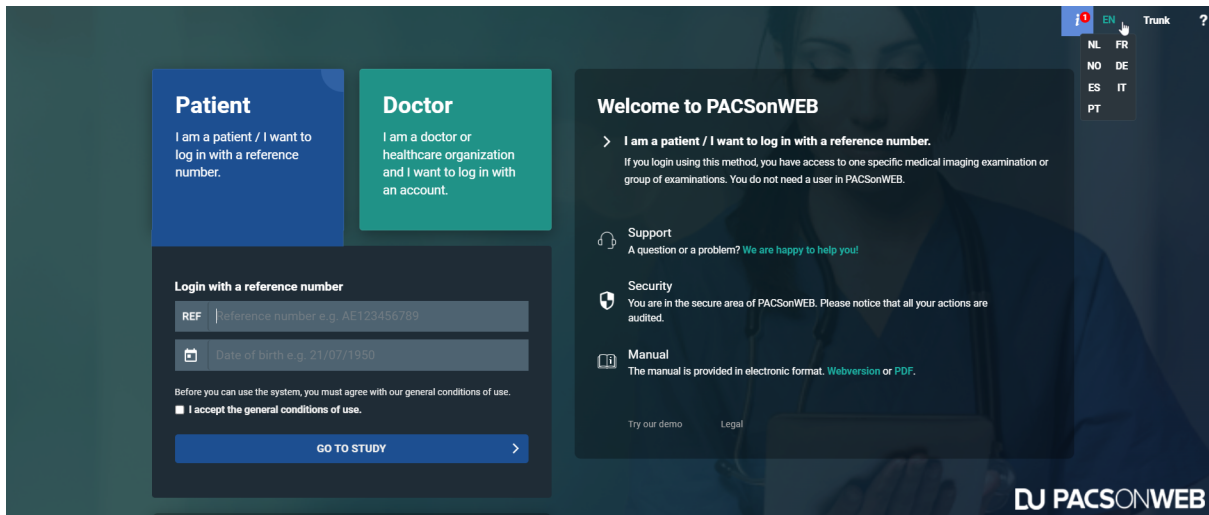 i 1 EN Trunk ?
NL FR
NO DE
ES IT
PT
Patient
I am a patient / I want to
log in with a reference
number.
Doctor
I am a doctor or
healthcare organization
and I want to log in with
an account.
Login with a reference number
REF Reference number e.g. AE123456789
Date of birth e.g. 21/07/1950
Before you can use the system, you must agree with our general conditions of use.
I accept the general conditions of use.
GO TO STUDY
Welcome to PACSonWEB
I am a patient / I want to log in with a reference number.
If you login using this method, you have access to one specific medical imaging examination or
group of examinations. You do not need a user in PACSonWEB.
Support
A question or a problem? We are happy to help you!
Security
You are in the secure area of PACSonWEB. Please notice that all your actions are
audited.
Manual
The manual is provided in electronic format. Webversion or PDF.
Try our demo Legal
PACSONWEB